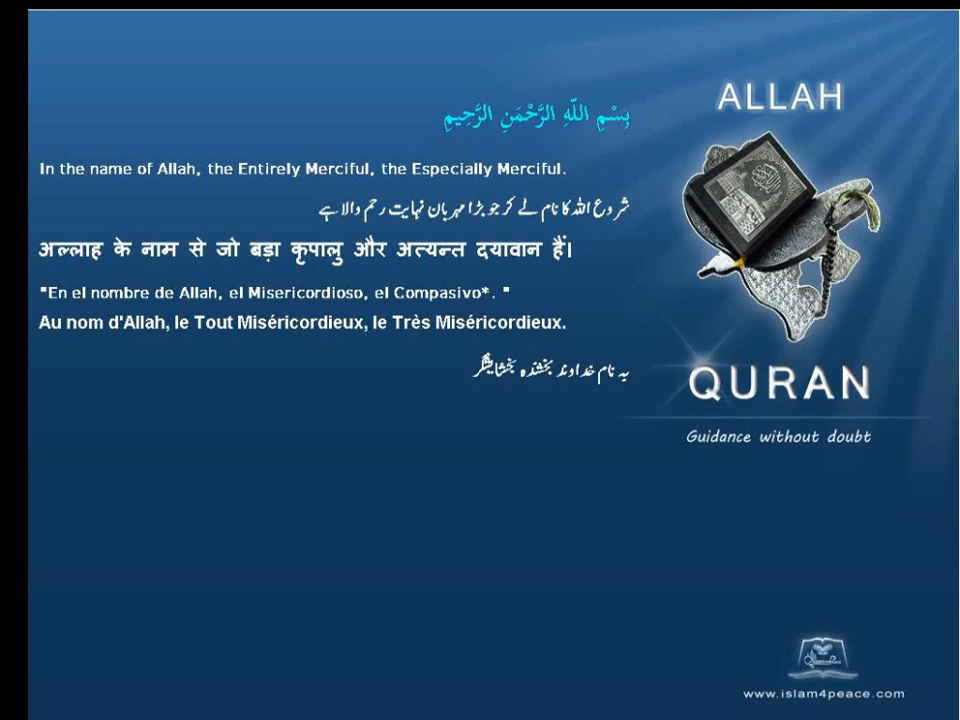 بِسْمِ اللَّهِ الرَّحْمَنِ الرَّحِيمِ
In the name of Allah, the Entirely Merciful, the Especially Merciful.
شروع الله کا نام لے کر جو بڑا مہربان نہایت رحم والا ہے
अल्लाह के नाम से जो बड़ा कृपालु और अत्यन्त दयावान हैं।
"En el nombre de Allah, el Misericordioso, el Compasivo*. "
Au nom d'Allah, le Tout Miséricordieux, le Très Miséricordieux.
به نام خداوند بخشنده بخشایشگر
ALLAH
QURAN
Guidance without doubt
www.islam4peace.com